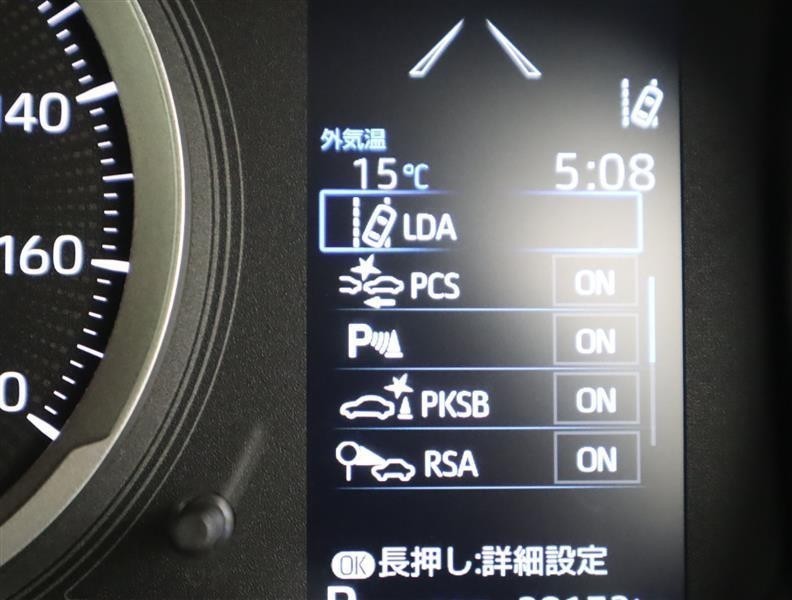 140
160
外気温
15℃ 5:08
LDA
PCS ON
P ON
PKSB ON
RSA ON
OK 長押し:詳細設定